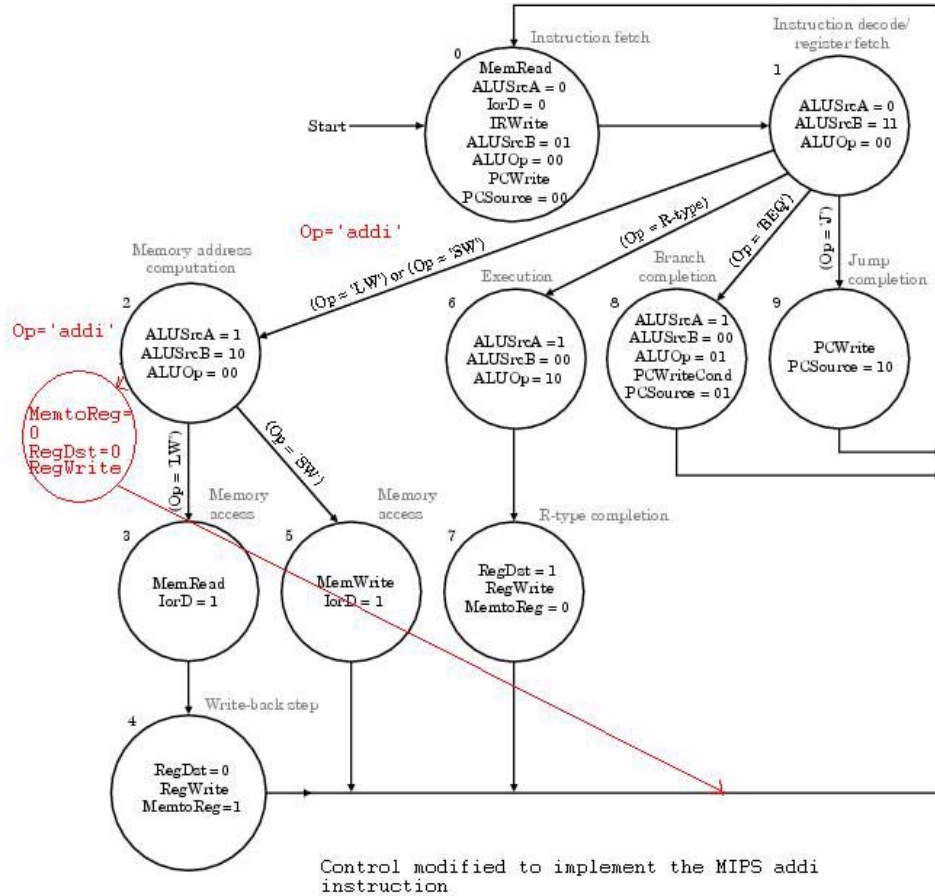 Instruction fetch
0
MemRead
ALUSrcA = 0
IorD = 0
IRWrite
ALUSrcB = 01
ALUOp = 00
PCWrite
PCSource = 00
Start
Instruction decode/
register fetch
1
ALUSrcA = 0
ALUSrcB = 11
ALUOp = 00
Op='addi'
(Op = 'LW') or (Op = 'SW')
(Op = R-type)
(Op = 'BEQ')
(Op = 'J')
Memory address
computation
2
ALUSrcA = 1
ALUSrcB = 10
ALUOp = 00
Execution
6
ALUSrcA =1
ALUSrcB = 00
ALUOp = 10
Branch
completion
8
ALUSrcA = 1
ALUSrcB = 00
ALUOp = 01
PCWriteCond
PCSource = 01
Jump
completion
9
PCWrite
PCSource = 10
Op='addi'
MemtoReg=
0
RegDst=0
RegWrite
(Op = 'LW')
(Op = 'SW')
Memory
access
3
MemRead
IorD = 1
Memory
access
5
MemWrite
IorD = 1
R-type completion
7
RegDst = 1
RegWrite
MemtoReg = 0
Write-back step
4
RegDst = 0
RegWrite
MemtoReg=1
Control modified to implement the MIPS addi
instruction